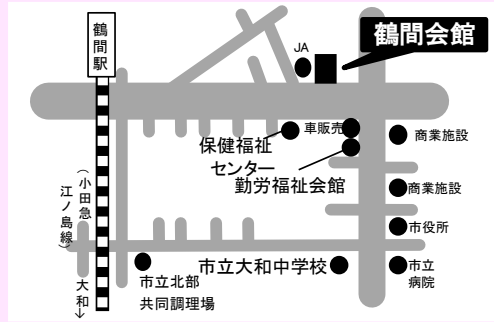 鶴間駅
鶴間会館
JA
保健福祉
センター
車販売
勤労福祉会館
商業施設
商業施設
市役所
市立
病院
(小田急
江ノ島線)
大和↓
市立北部
共同調理場
市立大和中学校